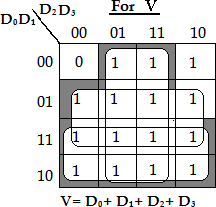 For V
D₂D₃
D₀D₁
00 01 11 10
00 0 1 1 1
01 1 1 1 1
11 1 1 1 1
10 1 1 1 1
V= D₀+ D₁+ D₂ + D₃